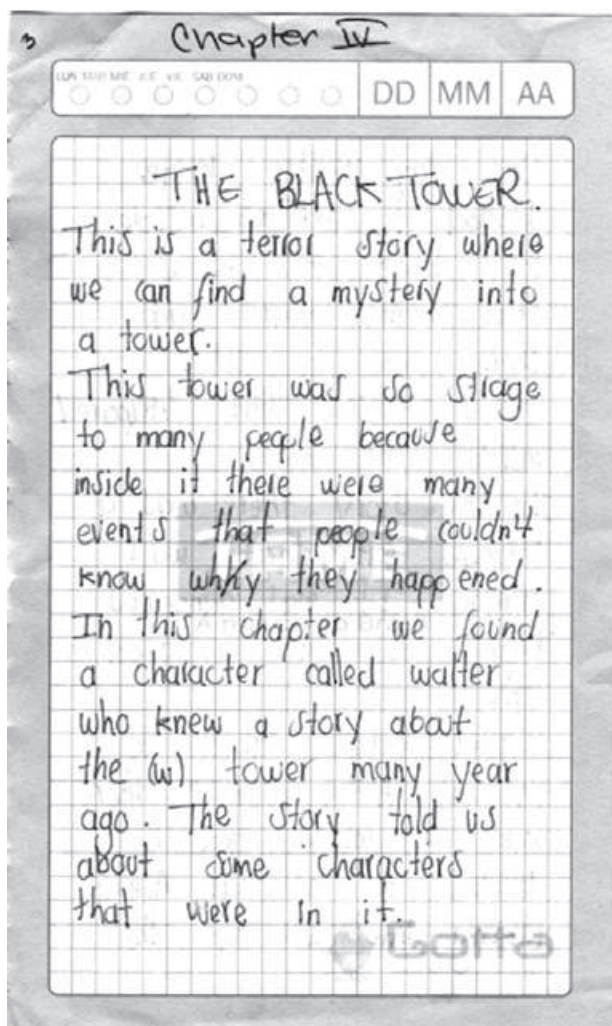 3 Chapter IV
LUN MAR MIE JUE VIE SAB DOM
DD MM AA
THE BLACK TOWER.
This is a terror story where
we can find a mystery into
a tower.
This tower was so strage
to many people because
inside it there were many
events that people couldn't
know whky they happened.
In this chapter we found
a character called walter
who knew a story about
the (w) tower many year
ago. The story told us
about some characters
that were in it.
Gotta